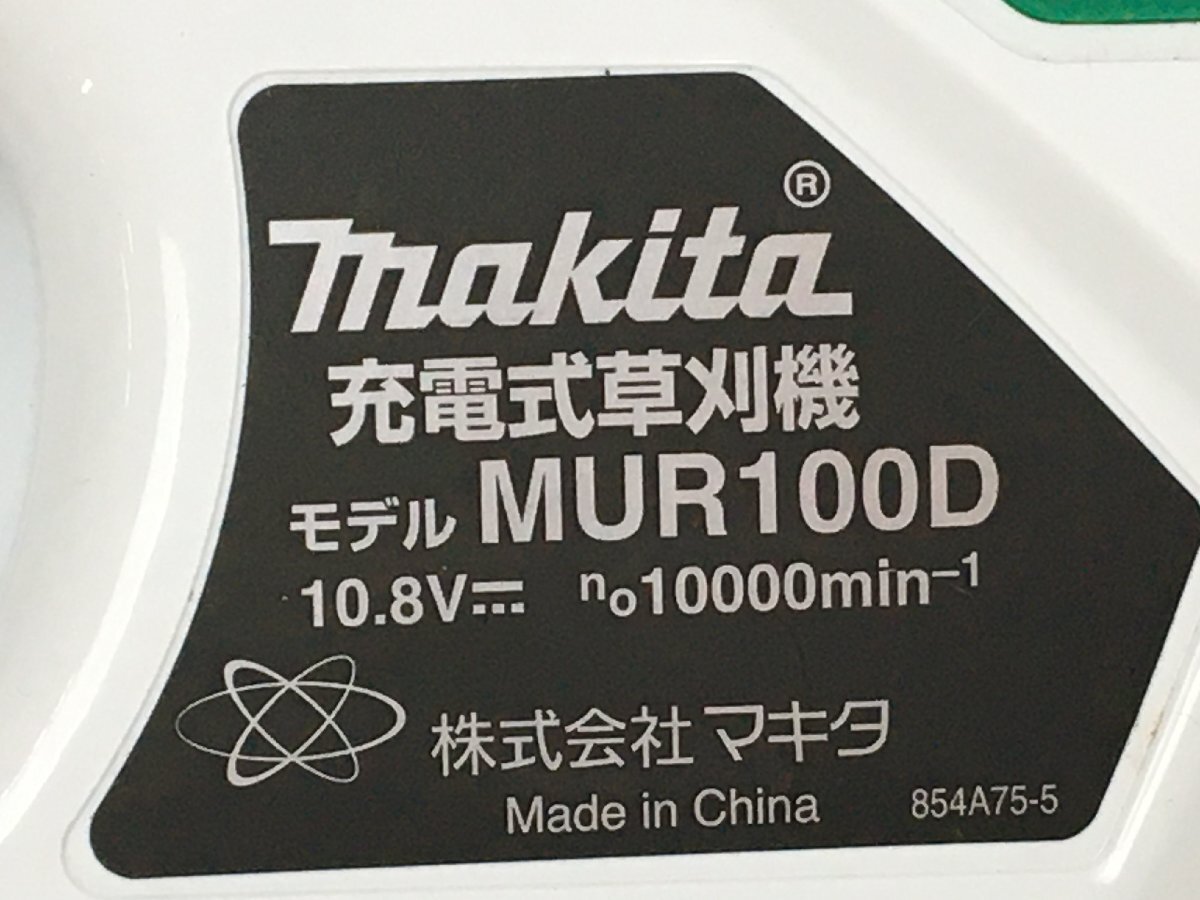 makita®
充電式草刈機
モデル MUR100D
10.8V⎓ no10000min–1
株式会社マキタ
Made in China 854A75-5